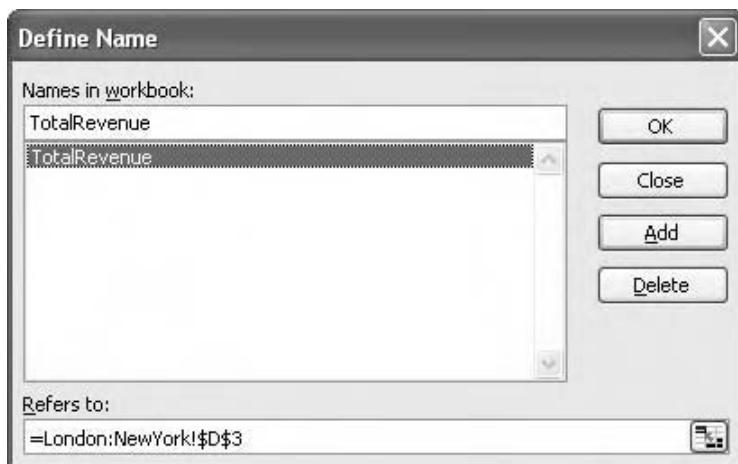 Define Name
Names in workbook:
TotalRevenue
OK
TotalRevenue
Close
Add
Delete
Refers to:
=London:NewYork!$D$3